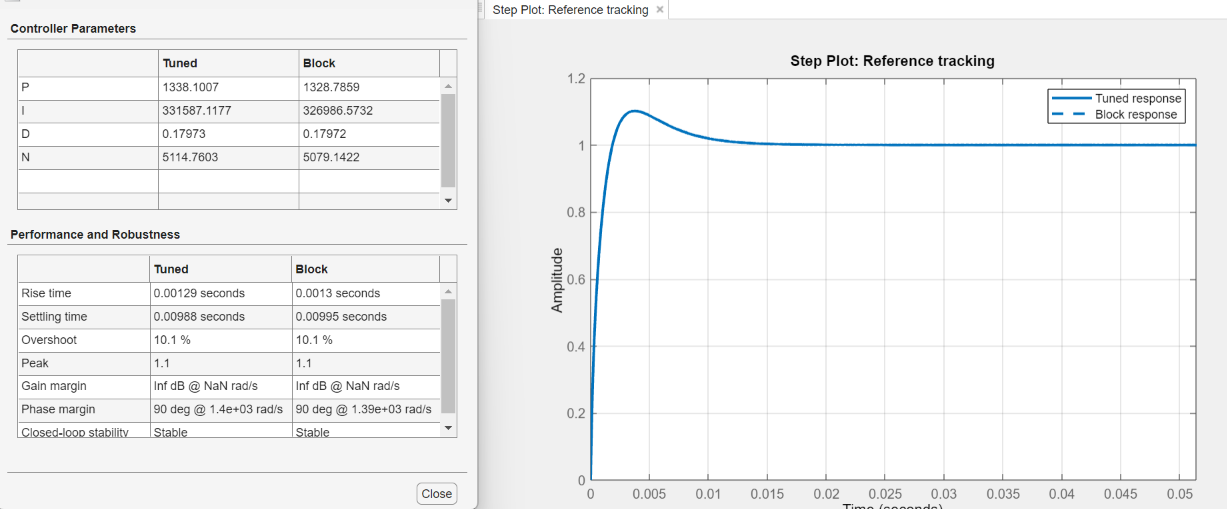 Controller Parameters
Tuned Block
P 1338.1007 1328.7859
I 331587.1177 326986.5732
D 0.17973 0.17972
N 5114.7603 5079.1422
Performance and Robustness
Tuned Block
Rise time 0.00129 seconds 0.0013 seconds
Settling time 0.00988 seconds 0.00995 seconds
Overshoot 10.1 % 10.1 %
Peak 1.1 1.1
Gain margin Inf dB @ NaN rad/s Inf dB @ NaN rad/s
Phase margin 90 deg @ 1.4e+03 rad/s 90 deg @ 1.39e+03 rad/s
Closed-loop stability Stable Stable
Close
Step Plot: Reference tracking ×
Step Plot: Reference tracking
Tuned response
Block response
Amplitude
1.2
1
0.8
0.6
0.4
0.2
0
0 0.005 0.01 0.015 0.02 0.025 0.03 0.035 0.04 0.045 0.05
Time (seconds)